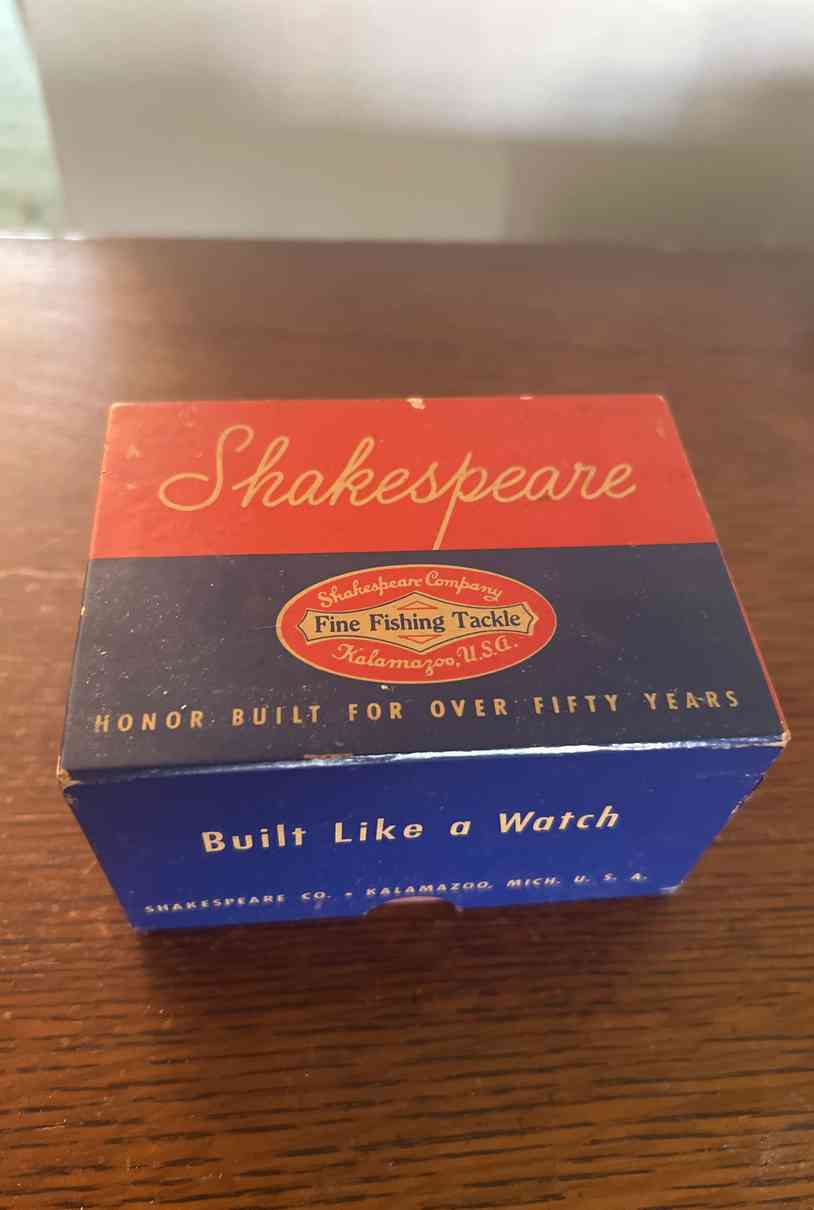 Shakespeare
Shakespeare Company
Fine Fishing Tackle
Kalamazoo, U.S.A.
HONOR BUILT FOR OVER FIFTY YEARS
Built Like a Watch
SHAKESPEARE CO. • KALAMAZOO, MICH. U. S. A.